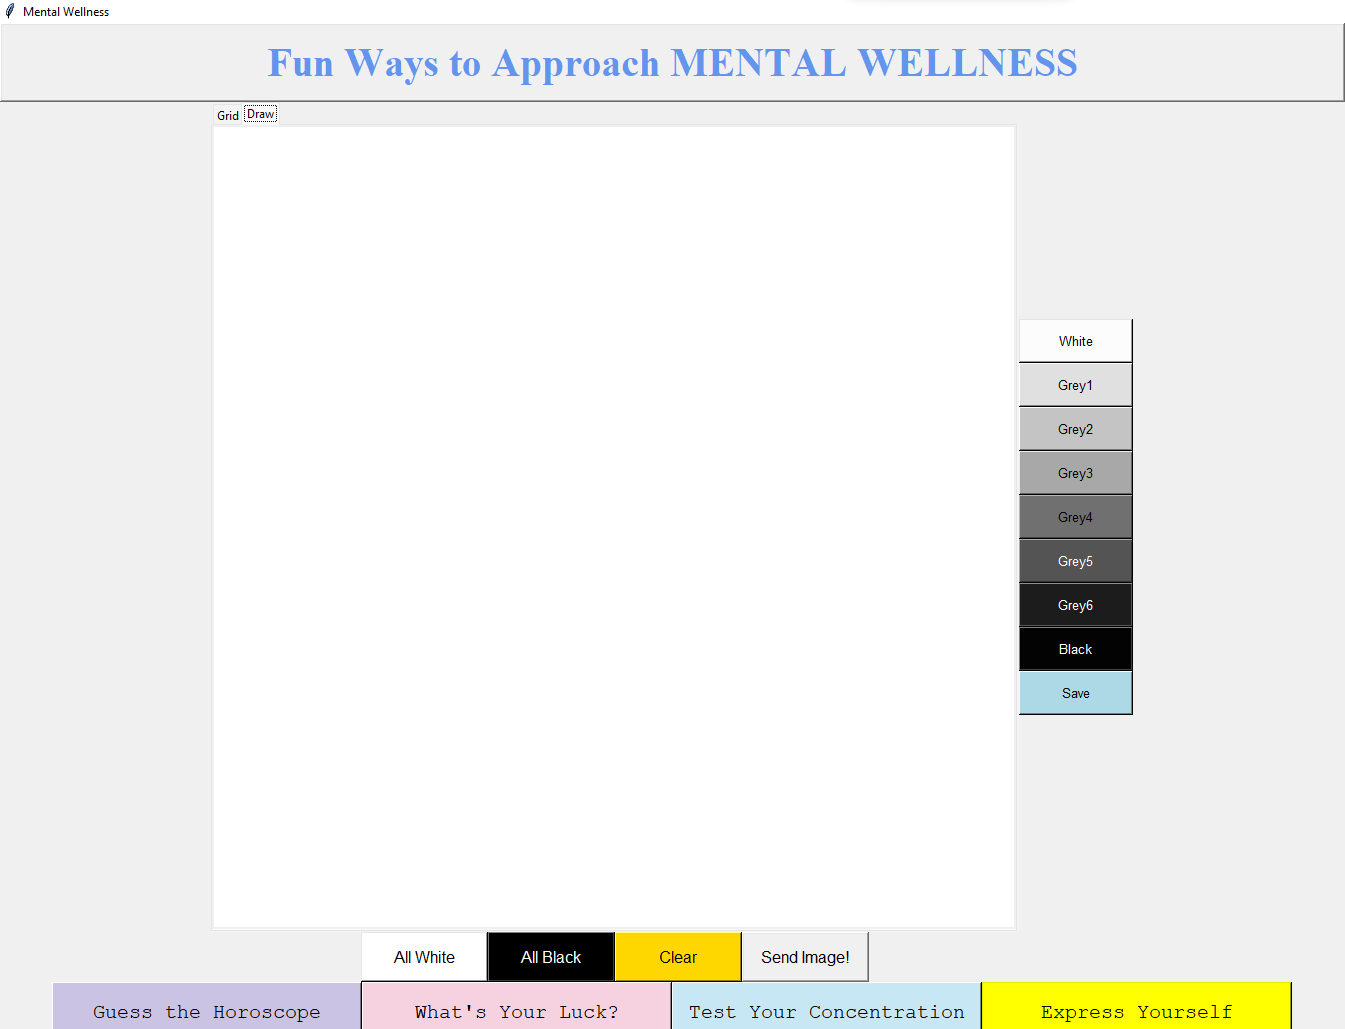 Mental Wellness
Fun Ways to Approach MENTAL WELLNESS
Grid Draw
White
Grey1
Grey2
Grey3
Grey4
Grey5
Grey6
Black
Save
All White All Black Clear Send Image!
Guess the Horoscope What's Your Luck? Test Your Concentration Express Yourself